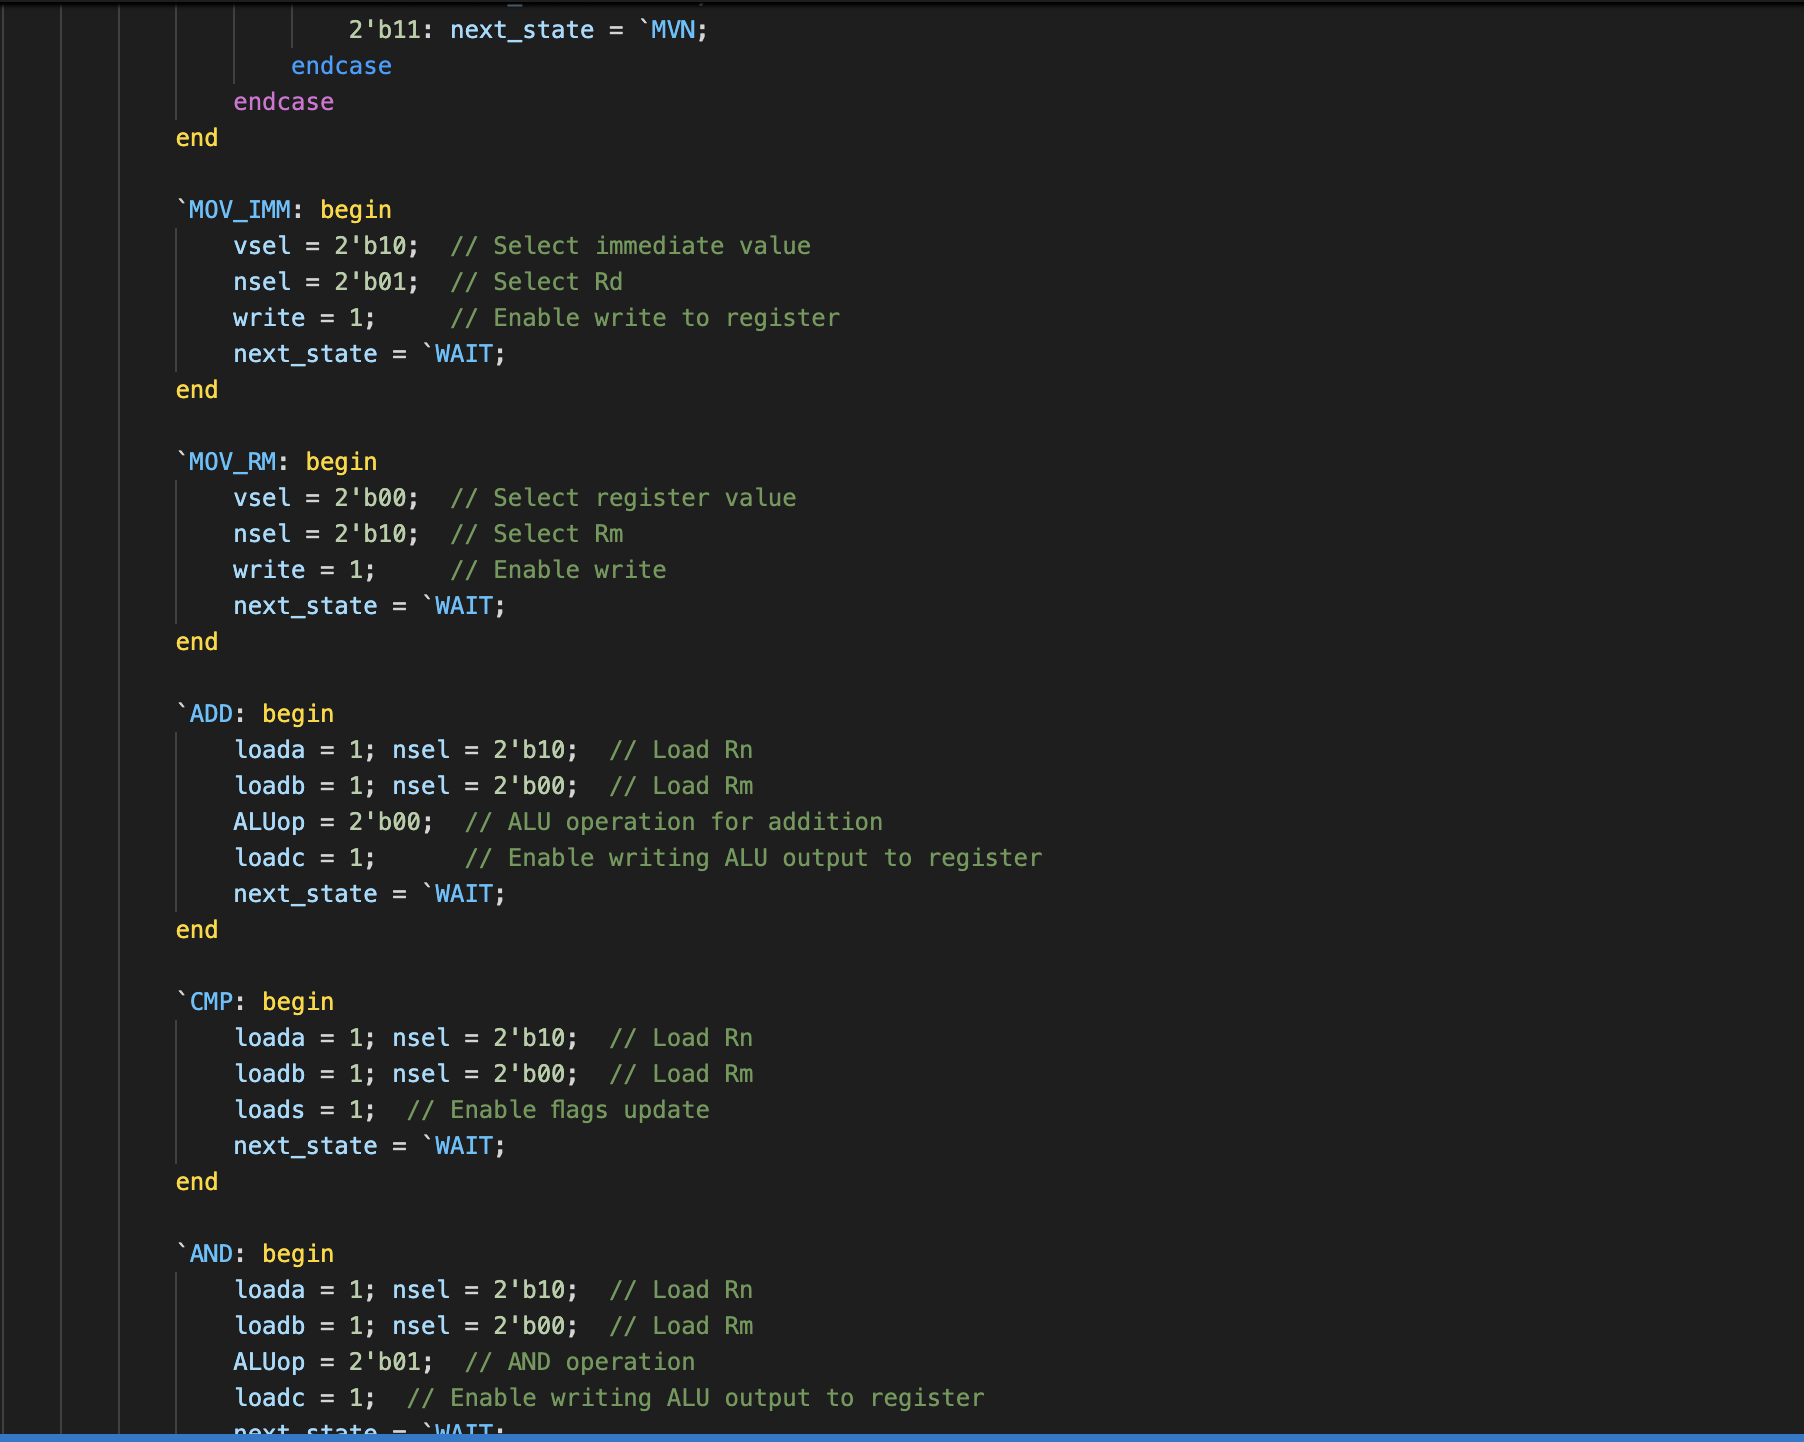 2'b11: next_state = `MVN;
endcase
endcase
end
`MOV_IMM: begin
vsel = 2'b10;  // Select immediate value
nsel = 2'b01;  // Select Rd
write = 1;     // Enable write to register
next_state = `WAIT;
end
`MOV_RM: begin
vsel = 2'b00;  // Select register value
nsel = 2'b10;  // Select Rm
write = 1;     // Enable write
next_state = `WAIT;
end
`ADD: begin
loada = 1; nsel = 2'b10;  // Load Rn
loadb = 1; nsel = 2'b00;  // Load Rm
ALUop = 2'b00;  // ALU operation for addition
loadc = 1;      // Enable writing ALU output to register
next_state = `WAIT;
end
`CMP: begin
loada = 1; nsel = 2'b10;  // Load Rn
loadb = 1; nsel = 2'b00;  // Load Rm
loads = 1;  // Enable flags update
next_state = `WAIT;
end
`AND: begin
loada = 1; nsel = 2'b10;  // Load Rn
loadb = 1; nsel = 2'b00;  // Load Rm
ALUop = 2'b01;  // AND operation
loadc = 1;  // Enable writing ALU output to register
next_state = `WAIT;